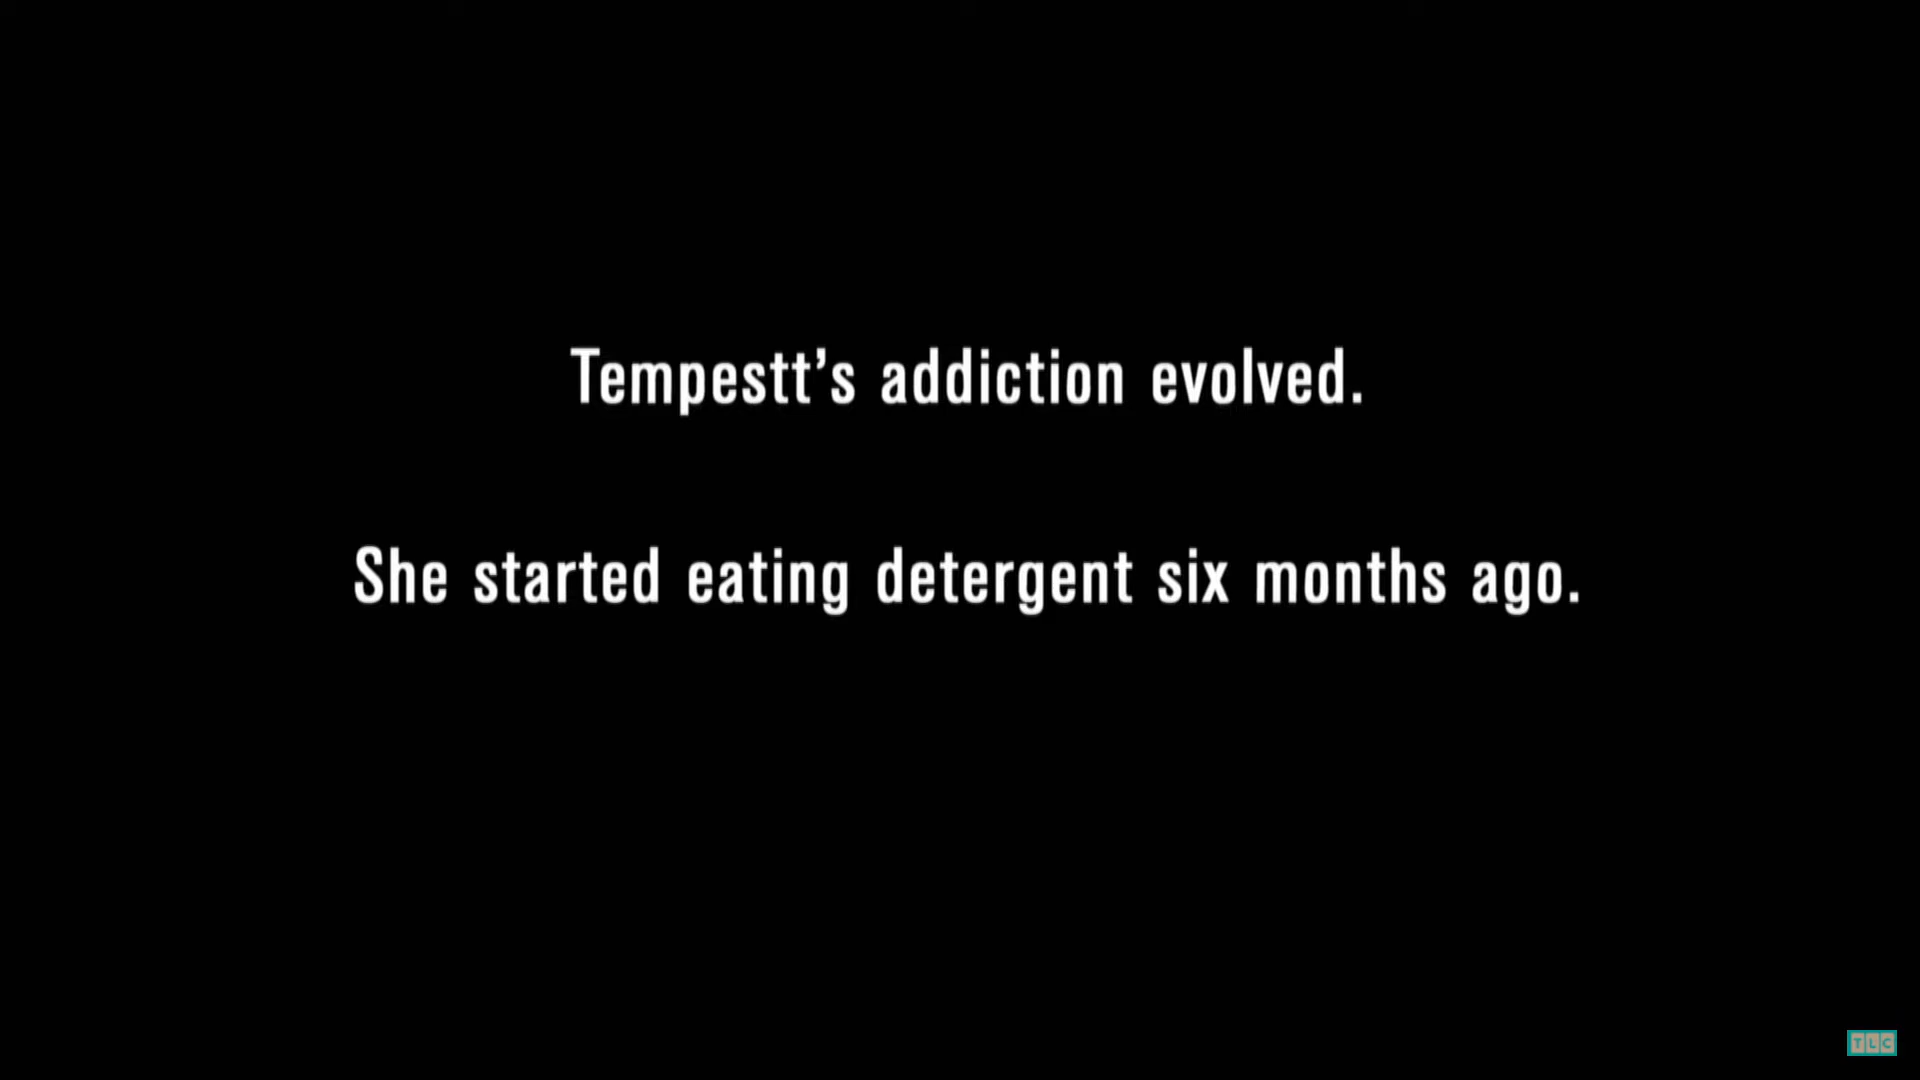 Tempestt’s addiction evolved.
She started eating detergent six months ago.
TLC